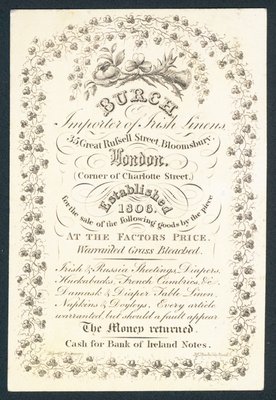 BURCH
Importer of Irish Linens
35 Great Russell Street, Bloomsbury.
London.
(Corner of Charlotte Street,)
Established
1806.
for the sale of the following goods by the piece
AT THE FACTORS PRICE.
Warranted Grass Bleached.
Irish & Russia Sheetings, Diapers,
Huckabacks, French Cambrics, &c.
Damask & Diaper Table Linen,
Napkins & Doyleys. Every article
warranted, but should a fault appear
The Money returned.
Cash for Bank of Ireland Notes.